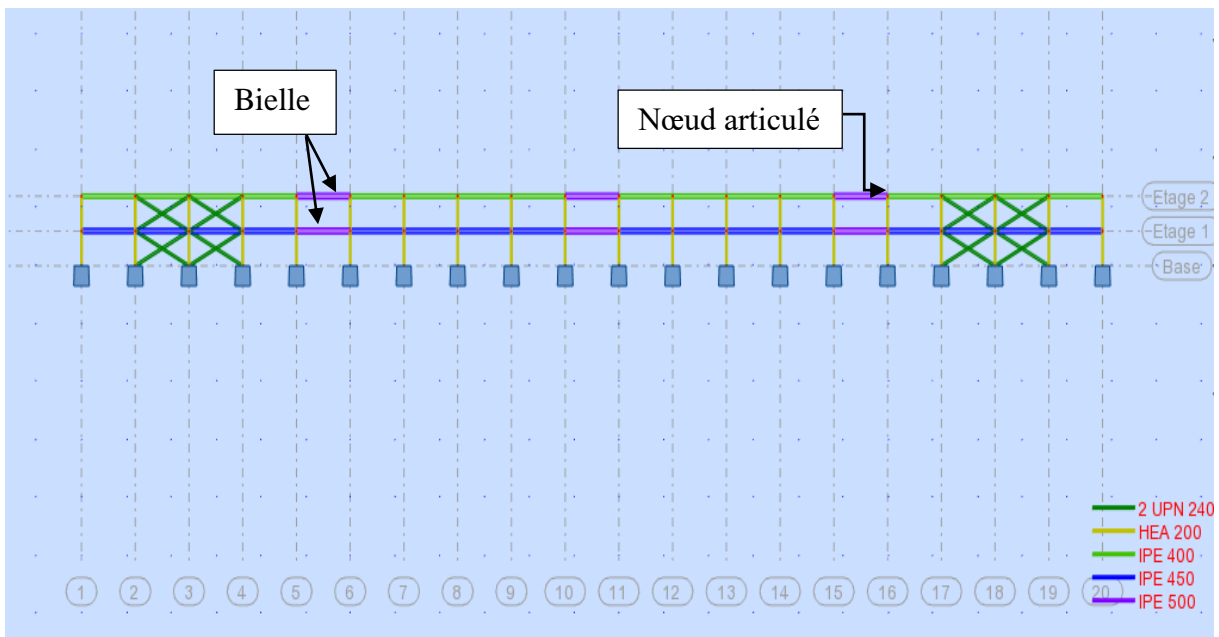 Bielle
Nœud articulé
Etage 2
Etage 1
Base
2 UPN 240
HEA 200
IPE 400
IPE 450
IPE 500
1 2 3 4 5 6 7 8 9 10 11 12 13 14 15 16 17 18 19 20